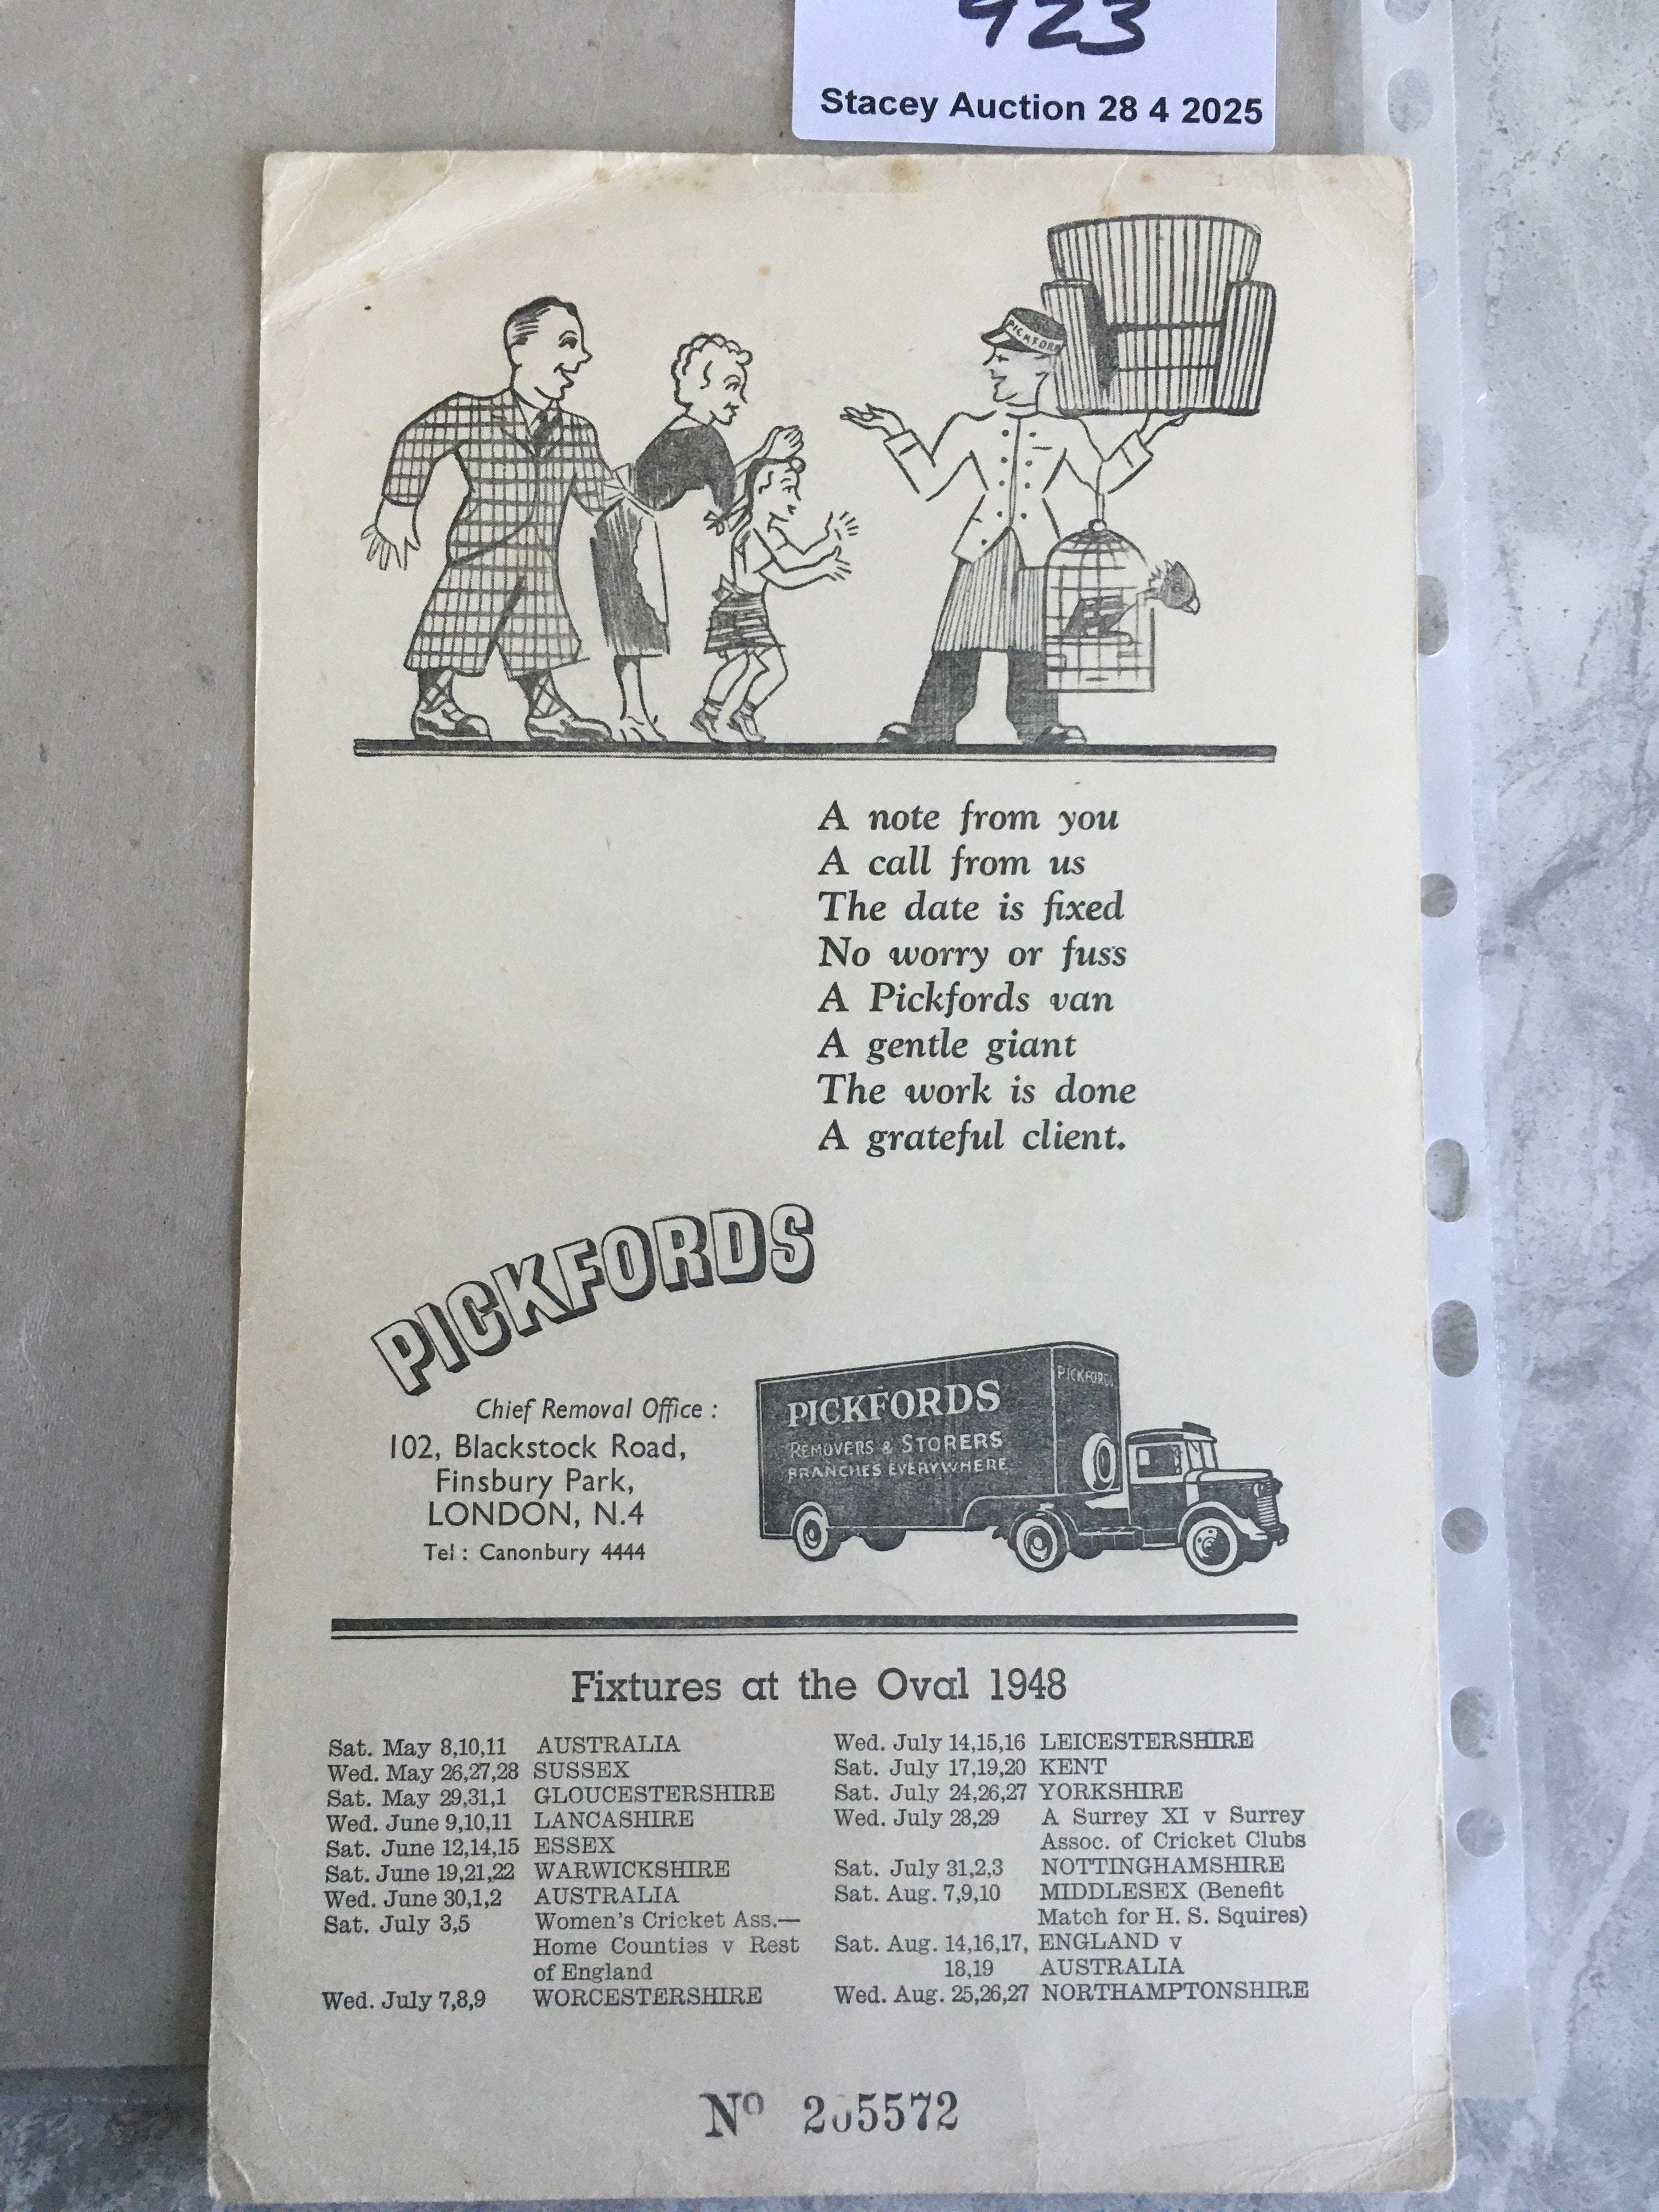 923
Stacey Auction 28 4 2025
PICKFORDS
A note from you
A call from us
The date is fixed
No worry or fuss
A Pickfords van
A gentle giant
The work is done
A grateful client.
PICKFORDS
Chief Removal Office :
102, Blackstock Road,
Finsbury Park,
LONDON, N.4
Tel : Canonbury 4444
PICKFORDS
PICKFORDS
REMOVERS & STORERS
BRANCHES EVERYWHERE
Fixtures at the Oval 1948
Sat. May 8,10,11 AUSTRALIA
Wed. May 26,27,28 SUSSEX
Sat. May 29,31,1 GLOUCESTERSHIRE
Wed. June 9,10,11 LANCASHIRE
Sat. June 12,14,15 ESSEX
Sat. June 19,21,22 WARWICKSHIRE
Wed. June 30,1,2 AUSTRALIA
Sat. July 3,5 Women's Cricket Ass.—
Home Counties v Rest
of England
Wed. July 7,8,9 WORCESTERSHIRE
Wed. July 14,15,16 LEICESTERSHIRE
Sat. July 17,19,20 KENT
Sat. July 24,26,27 YORKSHIRE
Wed. July 28,29 A Surrey XI v Surrey
Assoc. of Cricket Clubs
Sat. July 31,2,3 NOTTINGHAMSHIRE
Sat. Aug. 7,9,10 MIDDLESEX (Benefit
Match for H. S. Squires)
Sat. Aug. 14,16,17, ENGLAND v
18,19 AUSTRALIA
Wed. Aug. 25,26,27 NORTHAMPTONSHIRE
Nº 205572